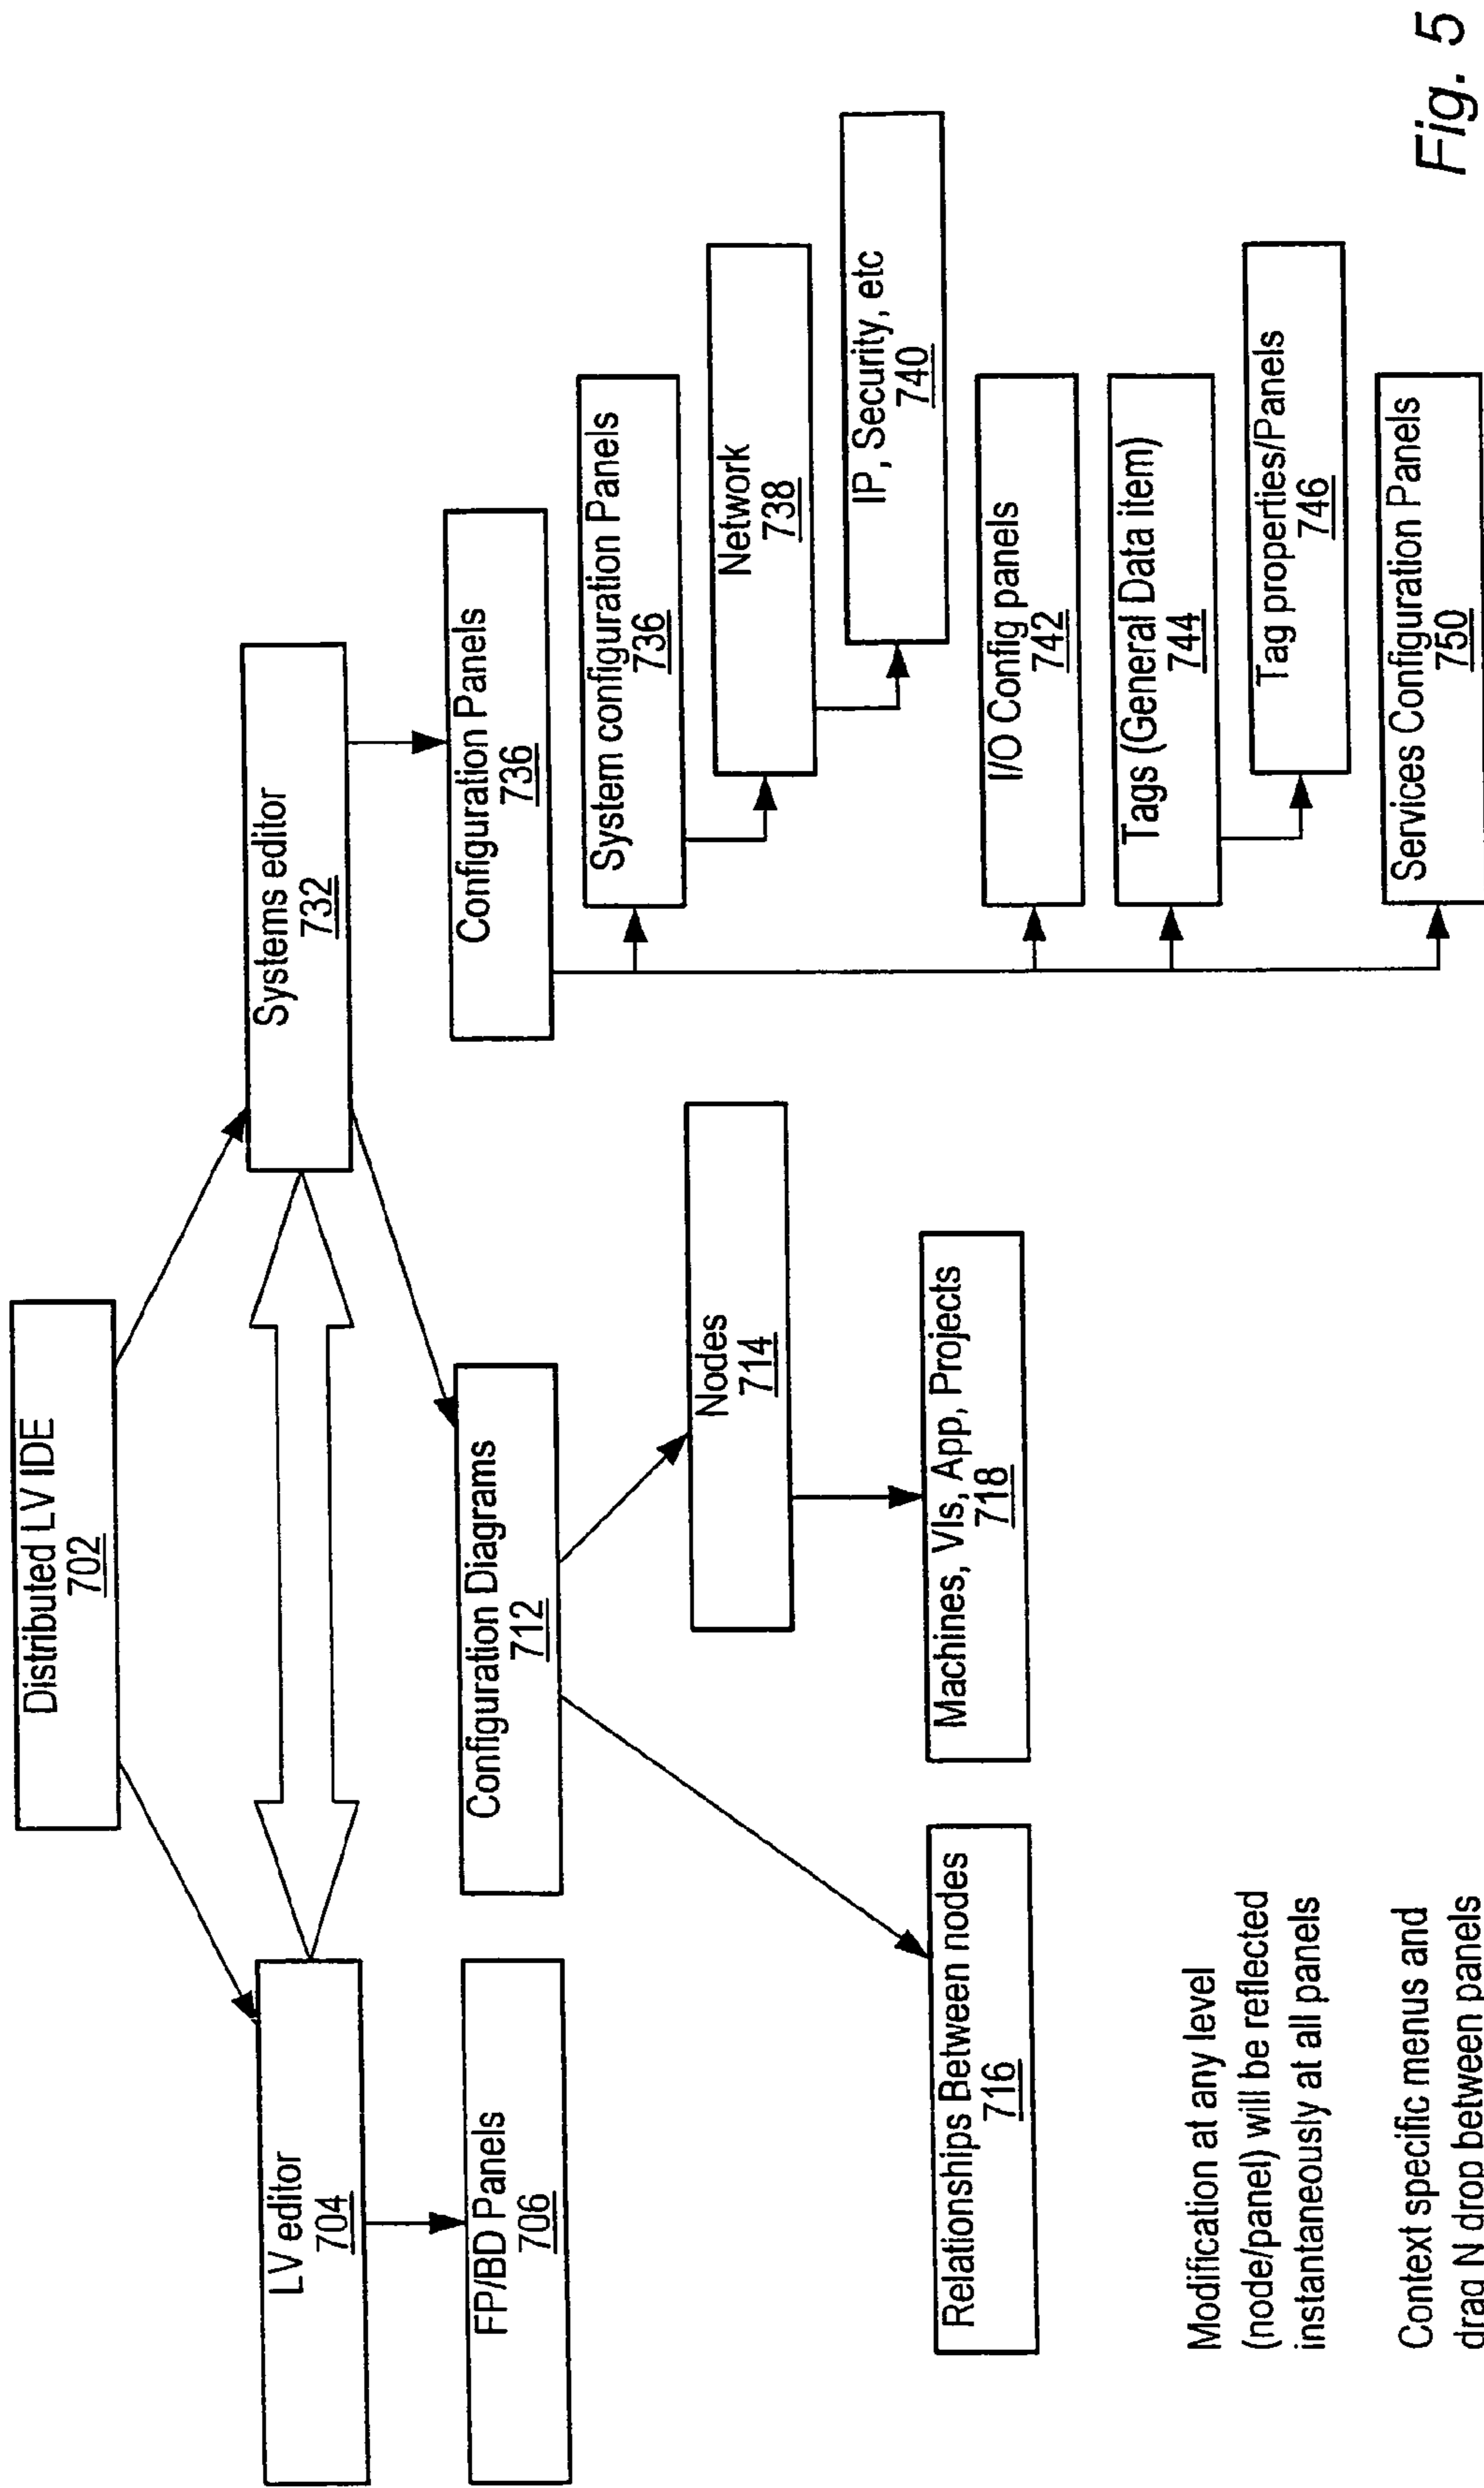 Distributed LV IDE
702
LV editor
704
Systems editor
732
FP/BD Panels
706
Configuration Diagrams
712
Configuration Panels
736
System configuration Panels
736
Nodes
714
Network
738
IP, Security, etc
740
Relationships Between nodes
716
Machines, VIs, App, Projects
718
I/O Config panels
742
Tags (General Data item)
744
Tag properties/Panels
746
Services Configuration Panels
750
Modification at any level
(node/panel) will be reflected
instantaneously at all panels
Context specific menus and
drag N drop between panels
Fig. 5